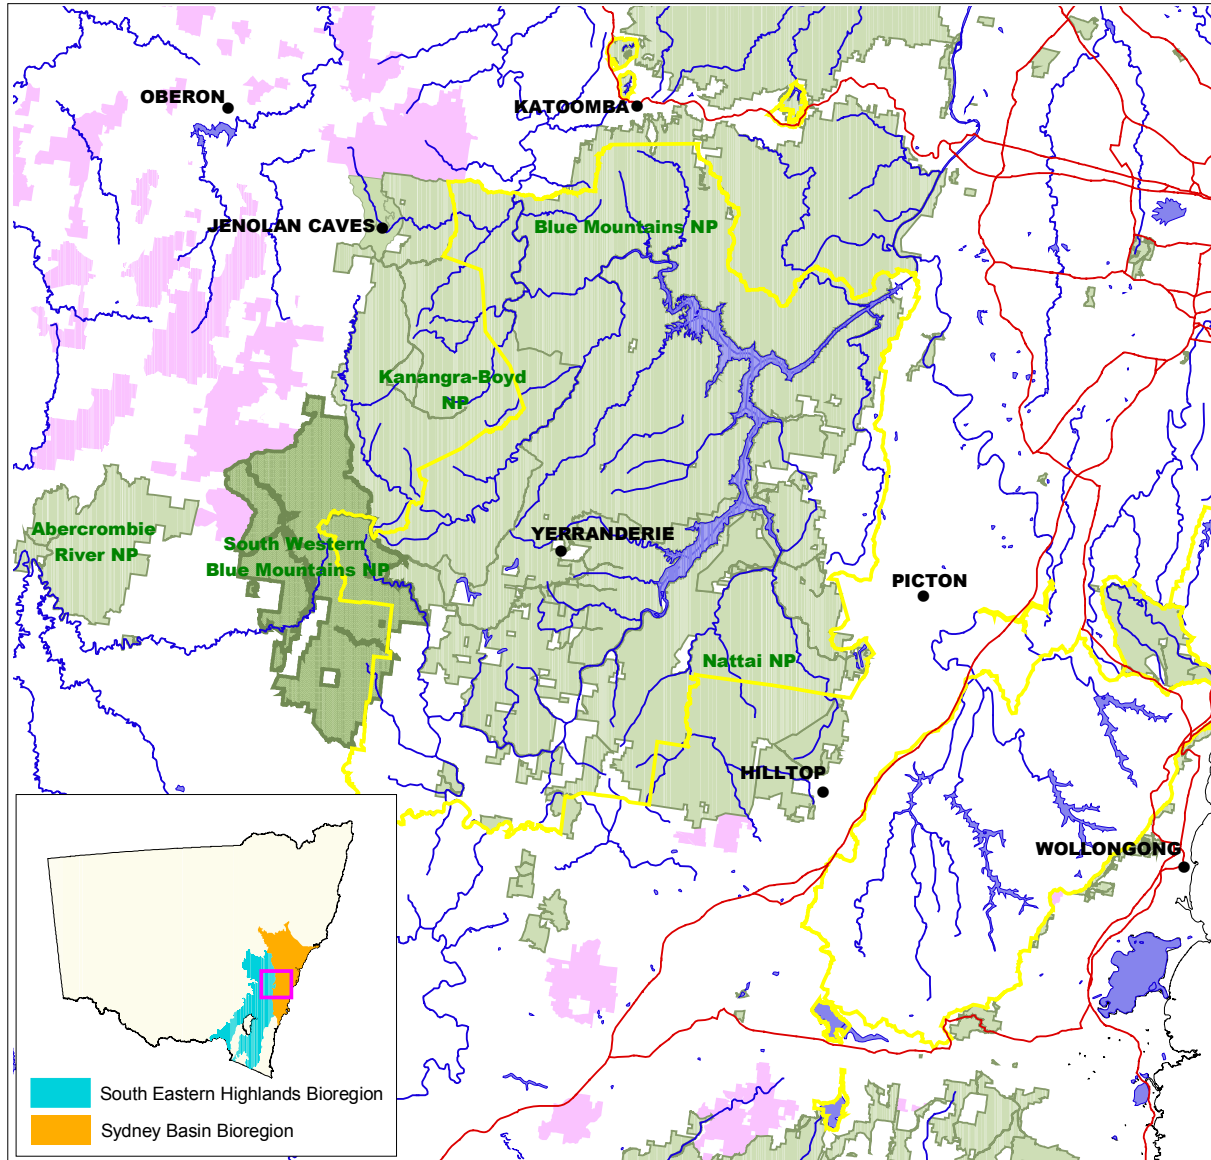 OBERON
KATOOMBA
JENOLAN CAVES
Blue Mountains NP
Kanangra-Boyd
NP
Abercrombie
River NP
South Western
Blue Mountains NP
YERRANDERIE
PICTON
Nattai NP
HILLTOP
WOLLONGONG
South Eastern Highlands Bioregion
Sydney Basin Bioregion